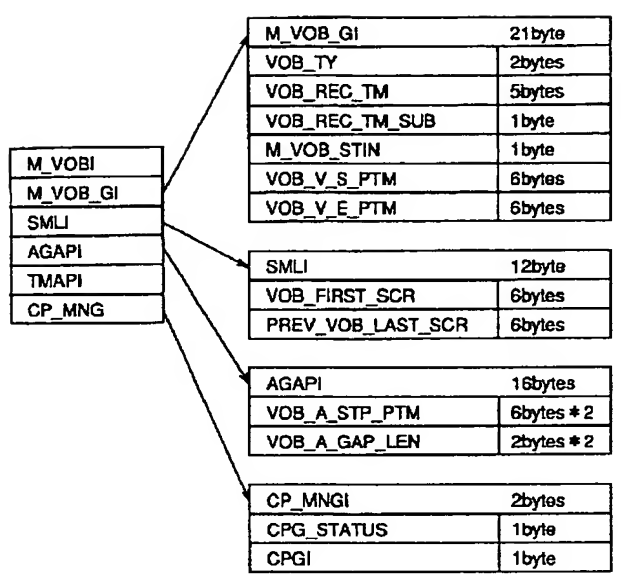 M_VOB_GI 21byte
VOB_TY 2bytes
VOB_REC_TM 5bytes
VOB_REC_TM_SUB 1byte
M_VOB_STIN 1byte
VOB_V_S_PTM 6bytes
VOB_V_E_PTM 6bytes
M_VOBI
M_VOB_GI
SMLI
AGAPI
TMAPI
CP_MNG
SMLI 12byte
VOB_FIRST_SCR 6bytes
PREV_VOB_LAST_SCR 6bytes
AGAPI 16bytes
VOB_A_STP_PTM 6bytes*2
VOB_A_GAP_LEN 2bytes*2
CP_MNGI 2bytes
CPG_STATUS 1byte
CPGI 1byte